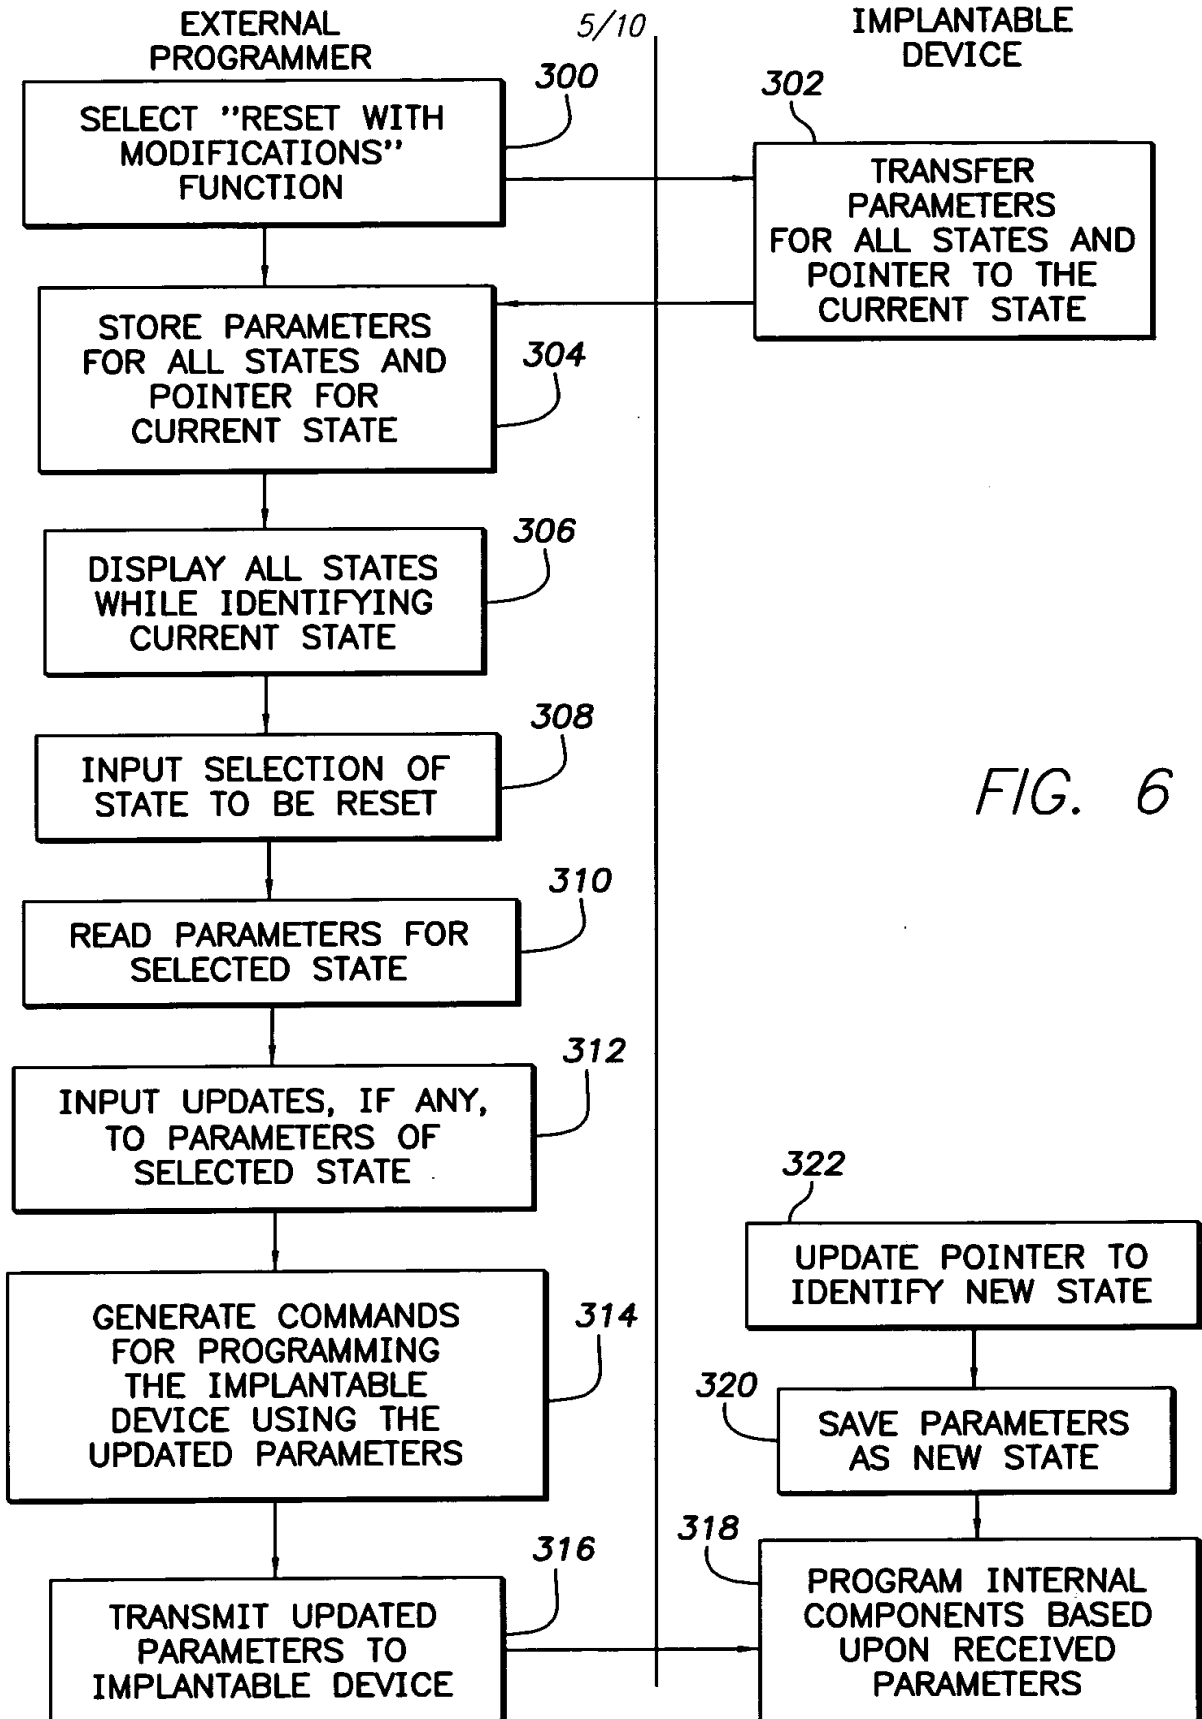 EXTERNAL
PROGRAMMER
5/10
IMPLANTABLE
DEVICE
300
SELECT "RESET WITH
MODIFICATIONS"
FUNCTION
302
TRANSFER
PARAMETERS
FOR ALL STATES AND
POINTER TO THE
CURRENT STATE
STORE PARAMETERS
FOR ALL STATES AND
POINTER FOR
CURRENT STATE
304
306
DISPLAY ALL STATES
WHILE IDENTIFYING
CURRENT STATE
308
INPUT SELECTION OF
STATE TO BE RESET
FIG. 6
310
READ PARAMETERS FOR
SELECTED STATE
312
INPUT UPDATES, IF ANY,
TO PARAMETERS OF
SELECTED STATE
314
GENERATE COMMANDS
FOR PROGRAMMING
THE IMPLANTABLE
DEVICE USING THE
UPDATED PARAMETERS
316
TRANSMIT UPDATED
PARAMETERS TO
IMPLANTABLE DEVICE
322
UPDATE POINTER TO
IDENTIFY NEW STATE
320
SAVE PARAMETERS
AS NEW STATE
318
PROGRAM INTERNAL
COMPONENTS BASED
UPON RECEIVED
PARAMETERS